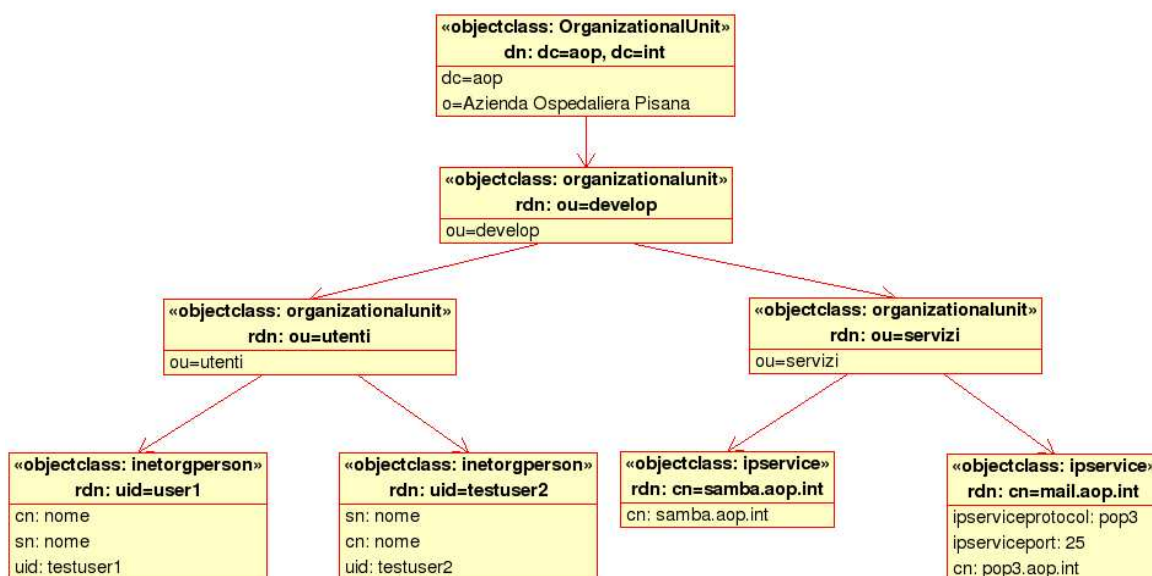 «objectclass: OrganizationalUnit»
dn: dc=aop, dc=int
dc=aop
o=Azienda Ospedaliera Pisana
«objectclass: organizationalunit»
rdn: ou=develop
ou=develop
«objectclass: organizationalunit»
rdn: ou=utenti
ou=utenti
«objectclass: organizationalunit»
rdn: ou=servizi
ou=servizi
«objectclass: inetorgperson»
rdn: uid=user1
cn: nome
sn: nome
uid: testuser1
«objectclass: inetorgperson»
rdn: uid=testuser2
sn: nome
cn: nome
uid: testuser2
«objectclass: ipservice»
rdn: cn=samba.aop.int
cn: samba.aop.int
«objectclass: ipservice»
rdn: cn=mail.aop.int
ipserviceprotocol: pop3
ipserviceport: 25
cn: pop3.aop.int